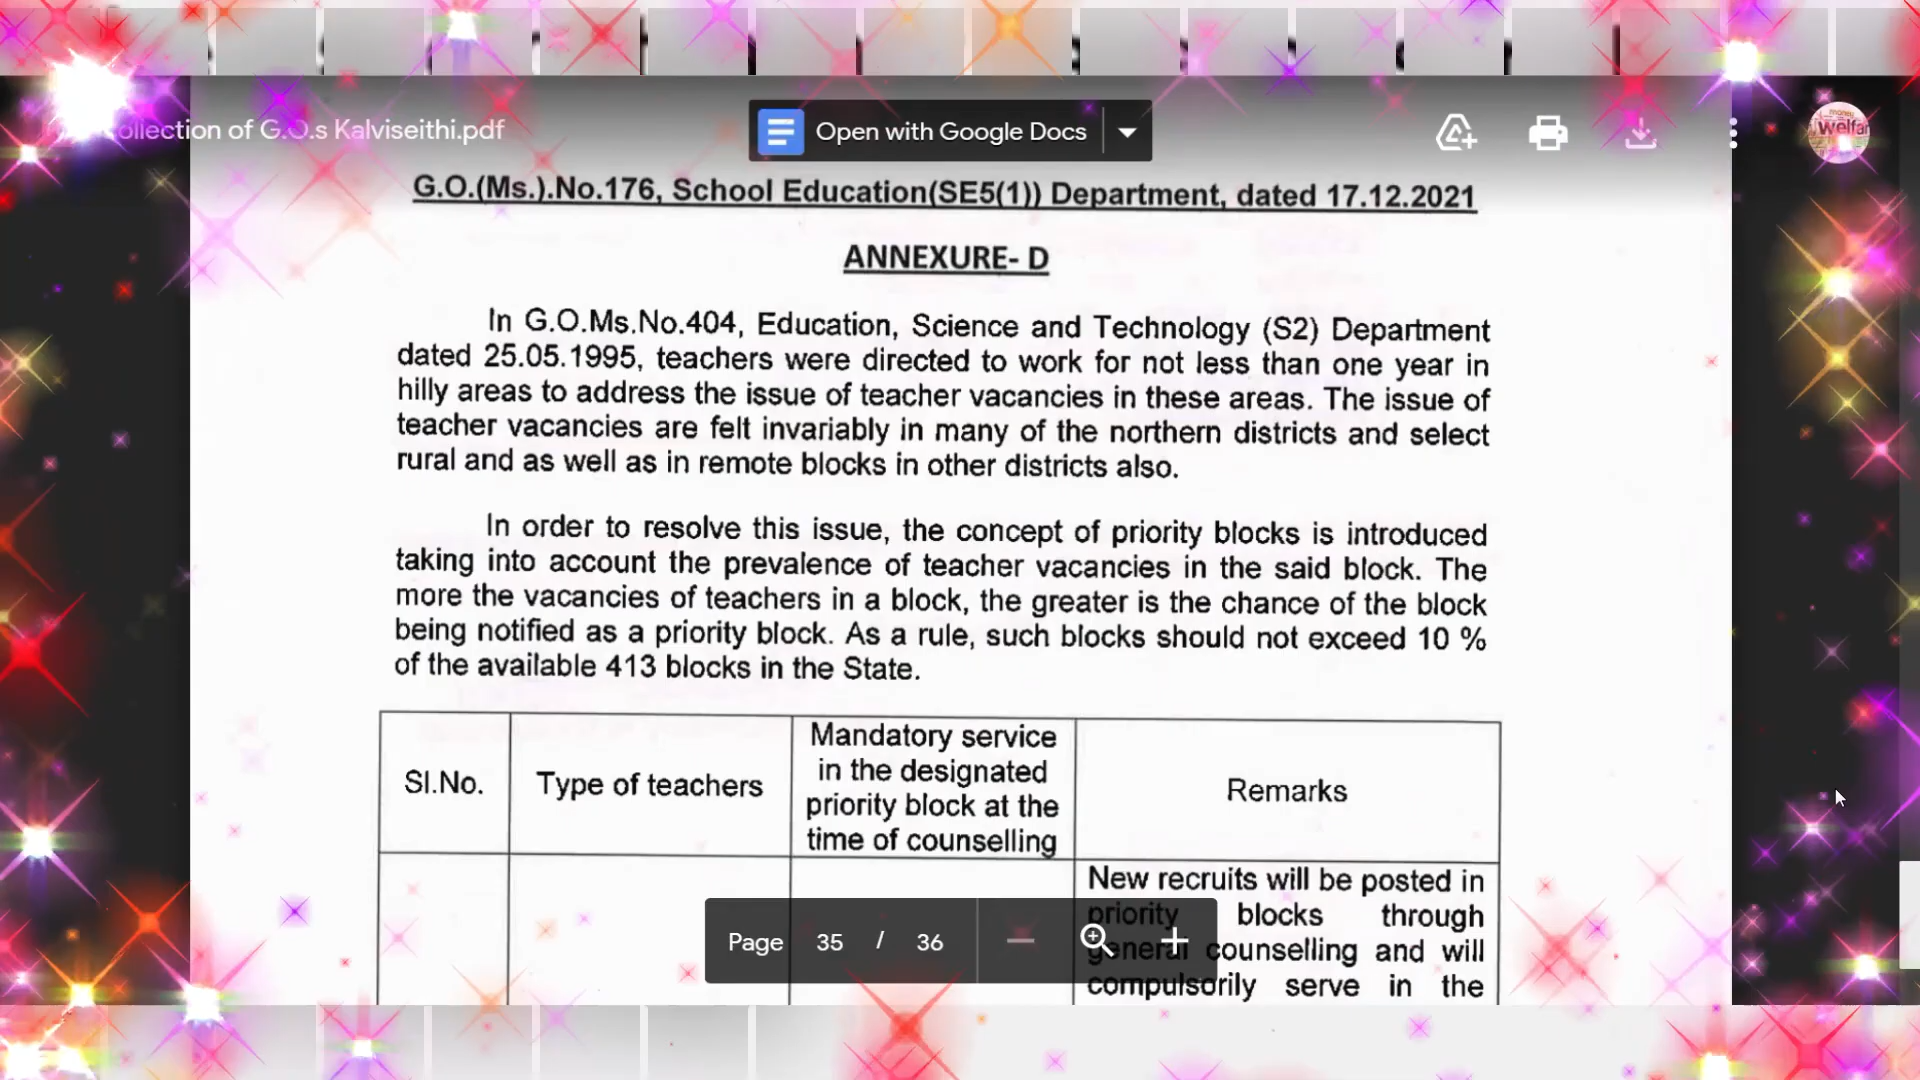 ollection of G.O.s Kalviseithi.pdf
Open with Google Docs
welfar
G.O.(Ms.).No.176, School Education(SE5(1)) Department, dated 17.12.2021
ANNEXURE- D
In G.O.Ms.No.404, Education, Science and Technology (S2) Department
dated 25.05.1995, teachers were directed to work for not less than one year in
hilly areas to address the issue of teacher vacancies in these areas. The issue of
teacher vacancies are felt invariably in many of the northern districts and select
rural and as well as in remote blocks in other districts also.
In order to resolve this issue, the concept of priority blocks is introduced
taking into account the prevalence of teacher vacancies in the said block. The
more the vacancies of teachers in a block, the greater is the chance of the block
being notified as a priority block. As a rule, such blocks should not exceed 10 %
of the available 413 blocks in the State.
Sl.No.
Type of teachers
Mandatory service
in the designated
priority block at the
time of counselling
Remarks
New recruits will be posted in
priority blocks through
general counselling and will
compulsorily serve in the
Page 35 / 36